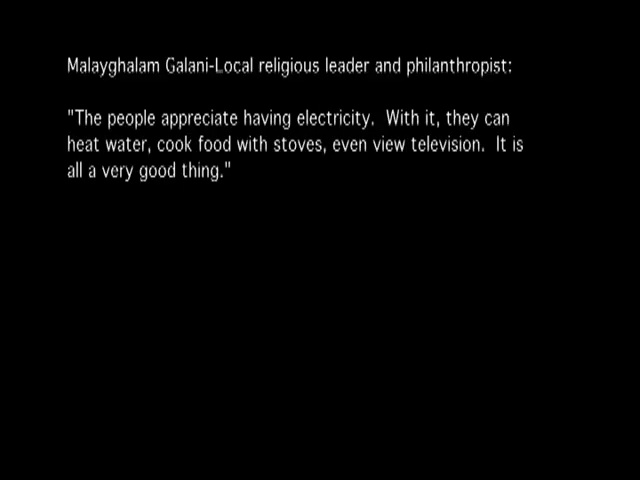 Malayghalam Galani-Local religious leader and philanthropist:
"The people appreciate having electricity.  With it, they can
heat water, cook food with stoves, even view television.  It is
all a very good thing."